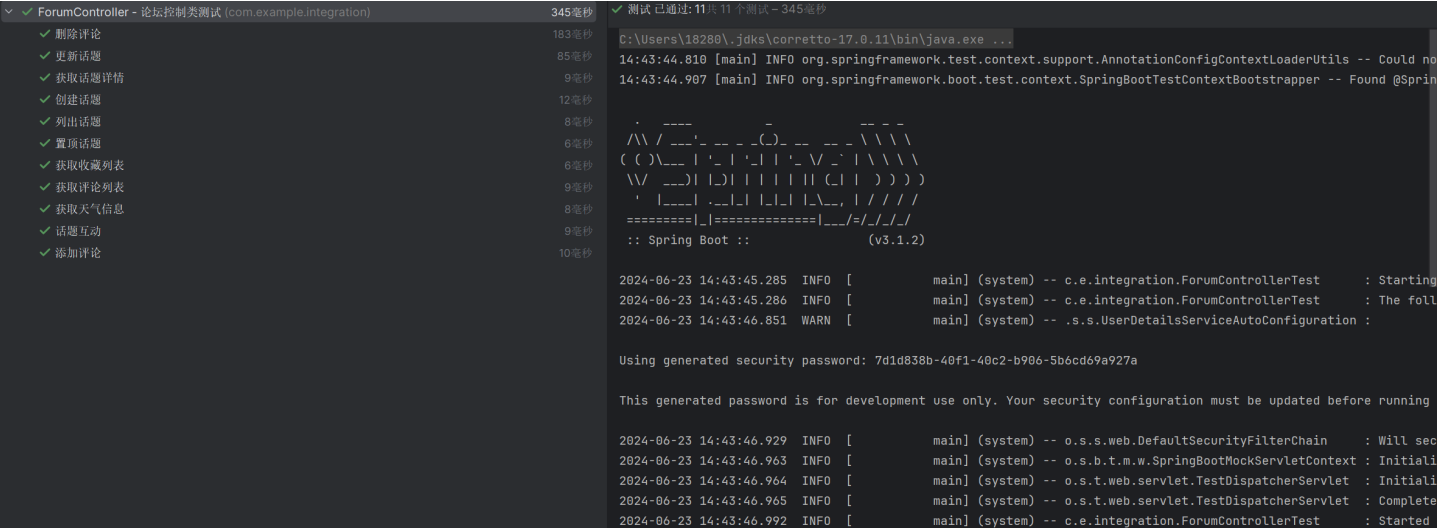 ForumController - 论坛控制类测试 (com.example.integration) 345毫秒
删除评论 183毫秒
更新话题 85毫秒
获取话题详情 9毫秒
创建话题 12毫秒
列出话题 8毫秒
置顶话题 6毫秒
获取收藏列表 6毫秒
获取评论列表 9毫秒
获取天气信息 8毫秒
话题互动 9毫秒
添加评论 10毫秒
测试 已通过: 11共 11 个测试 – 345毫秒
C:\Users\18280\.jdks\corretto-17.0.11\bin\java.exe ...
14:43:44.810 [main] INFO org.springframework.test.context.support.AnnotationConfigContextLoaderUtils -- Could no
14:43:44.907 [main] INFO org.springframework.boot.test.context.SpringBootTestContextBootstrapper -- Found @Sprin
:: Spring Boot :: (v3.1.2)
2024-06-23 14:43:45.285 INFO [ main] (system) -- c.e.integration.ForumControllerTest : Starting
2024-06-23 14:43:45.286 INFO [ main] (system) -- c.e.integration.ForumControllerTest : The foll
2024-06-23 14:43:46.851 WARN [ main] (system) -- .s.s.UserDetailsServiceAutoConfiguration :
Using generated security password: 7d1d838b-40f1-40c2-b906-5b6cd69a927a
This generated password is for development use only. Your security configuration must be updated before running
2024-06-23 14:43:46.929 INFO [ main] (system) -- o.s.s.web.DefaultSecurityFilterChain : Will sec
2024-06-23 14:43:46.963 INFO [ main] (system) -- o.s.b.t.m.w.SpringBootMockServletContext : Initiali
2024-06-23 14:43:46.964 INFO [ main] (system) -- o.s.t.web.servlet.TestDispatcherServlet : Initiali
2024-06-23 14:43:46.965 INFO [ main] (system) -- o.s.t.web.servlet.TestDispatcherServlet : Complete
2024-06-23 14:43:46.992 INFO [ main] (system) -- c.e.integration.ForumControllerTest : Started